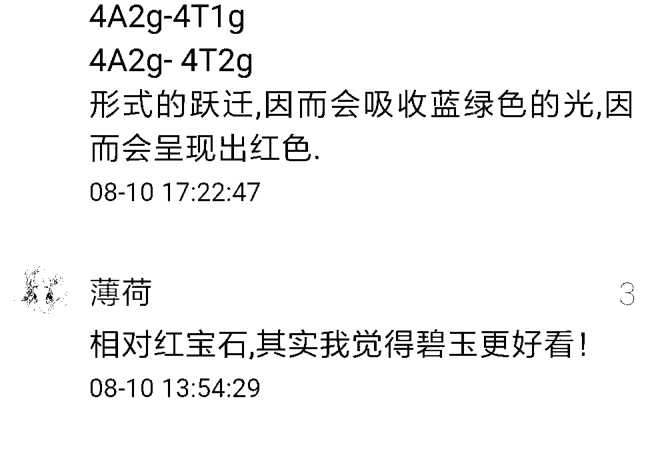 4A2g-4T1g
4A2g- 4T2g
形式的跃迁,因而会吸收蓝绿色的光,因
而会呈现出红色.
08-10 17:22:47
薄荷
3
相对红宝石,其实我觉得碧玉更好看!
08-10 13:54:29